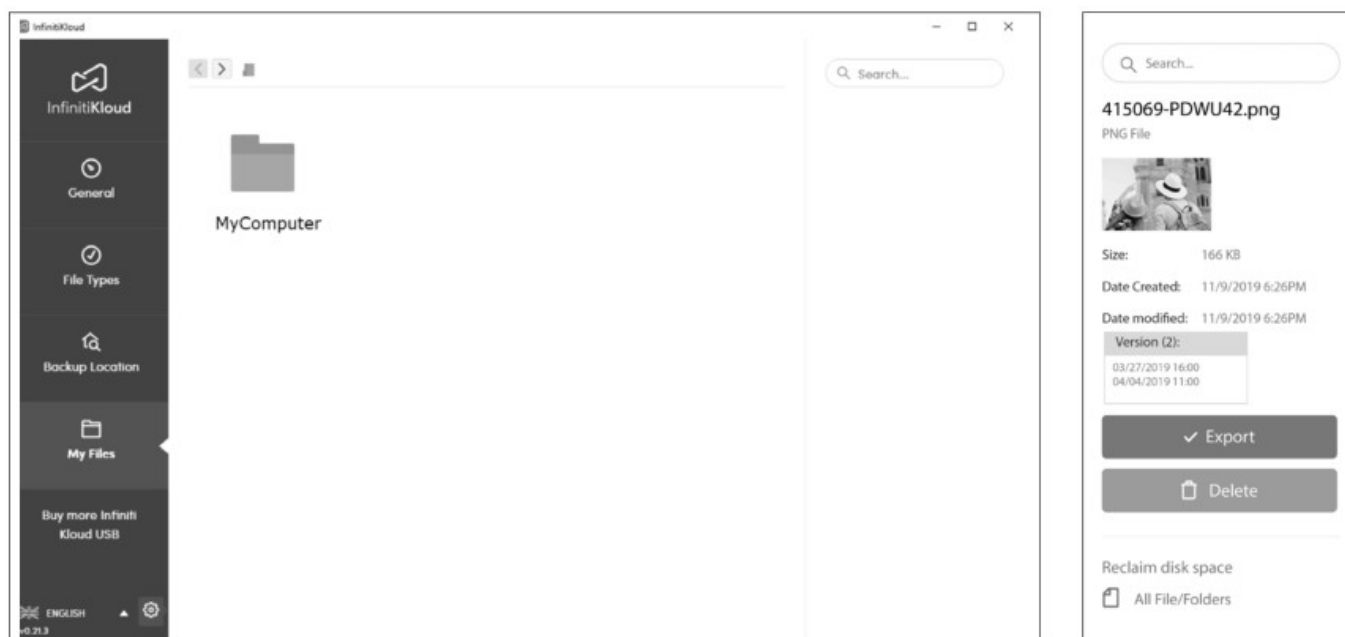 InfinitiKloud
InfinitiKloud
General
File Types
Backup Location
My Files
Buy more Infiniti
Kloud USB
ENGLISH
v0.21.3
MyComputer
Search...
Search...
415069-PDWU42.png
PNG File
Size: 166 KB
Date Created: 11/9/2019 6:26PM
Date modified: 11/9/2019 6:26PM
Version (2):
03/27/2019 16:00
04/04/2019 11:00
Export
Delete
Reclaim disk space
All File/Folders